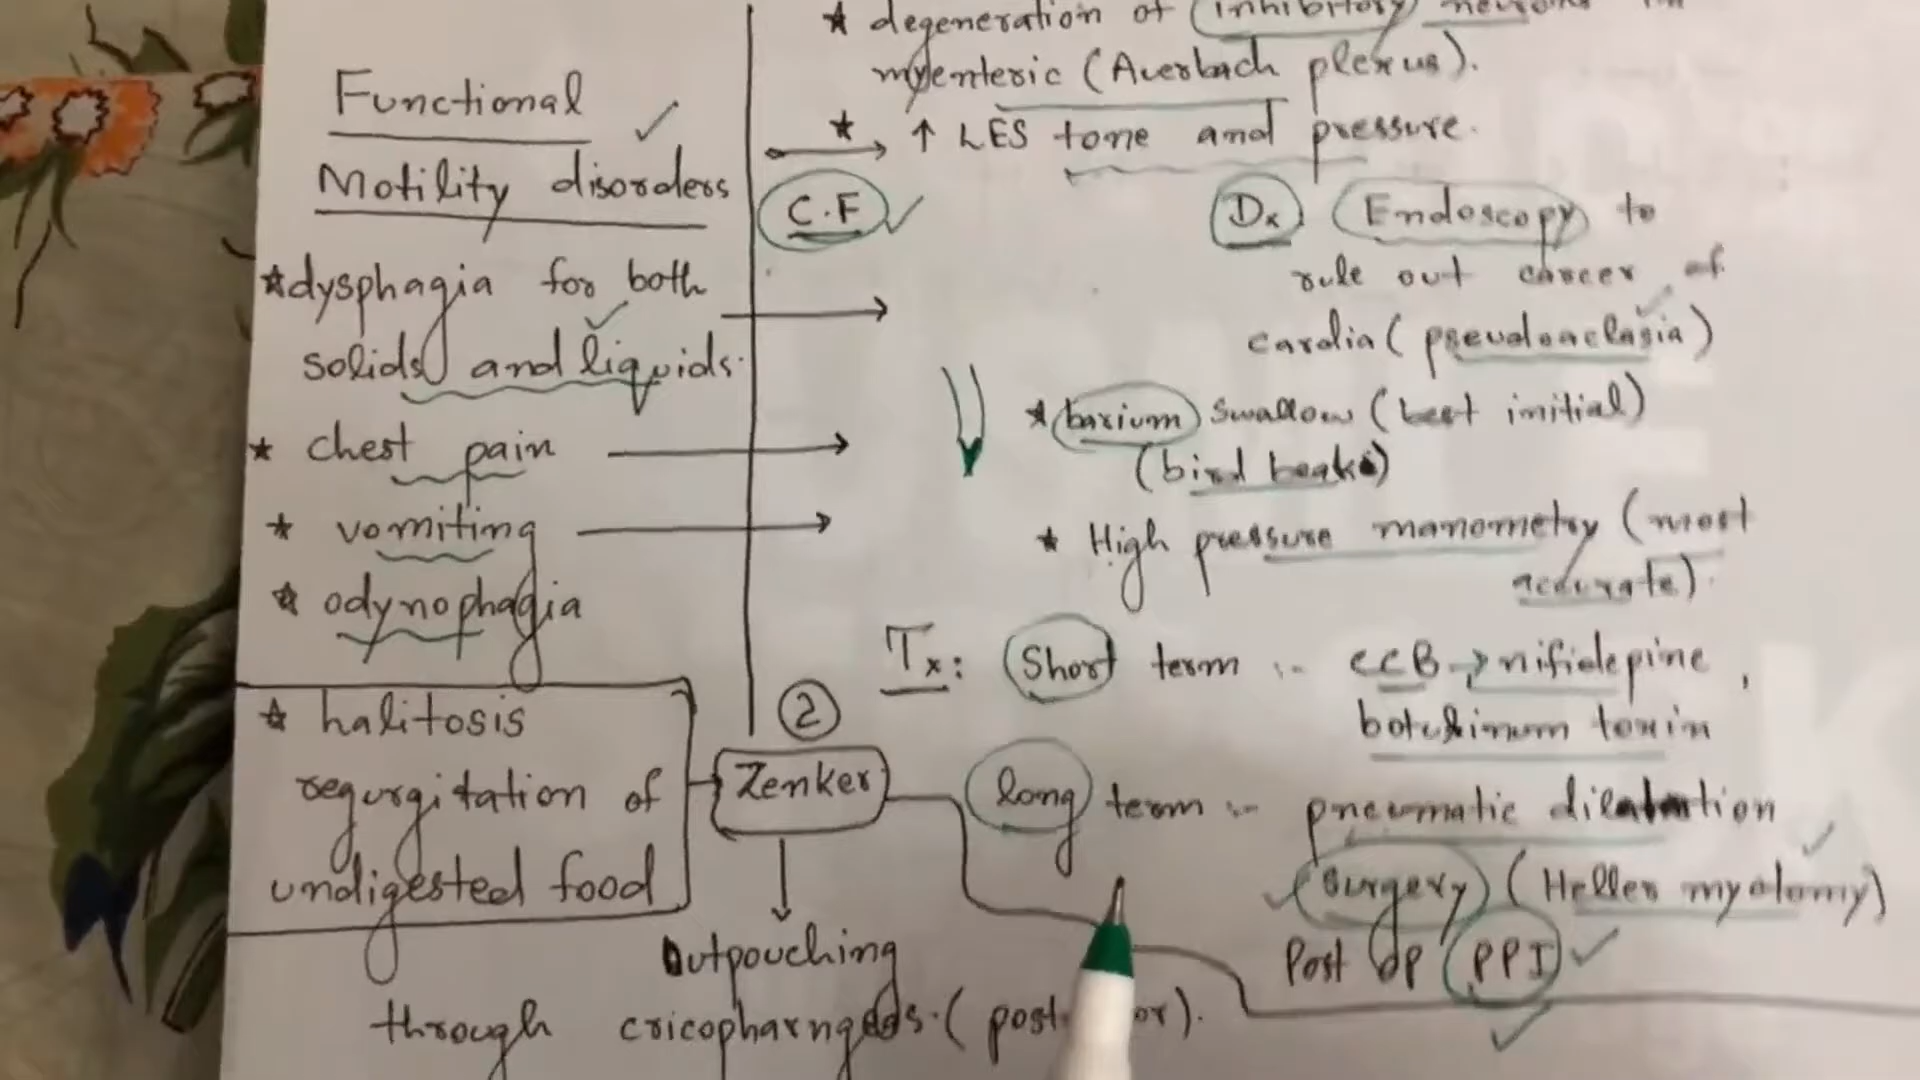 Functional
Motility disorders
★ dysphagia for both
solids and liquids.
★ chest pain
★ vomiting
★ odynophagia
★ halitosis
regurgitation of
undigested food
★ degeneration of inhibitory neurons in
myenteric (Auerbach plexus).
★ ↑ LES tone and pressure.
C.F
Dx Endoscopy to
rule out cancer of
cardia (pseudoaclasia)
★ barium swallow (best initial)
(bird beak)
★ High pressure manometry (most
accurate).
Tx: Short term :- CCB → nifidepine,
botulinum toxin
long term :- pneumatic dilatation
surgery (Heller myotomy)
Post op PPI
2
Zenker
Outpouching
through (post